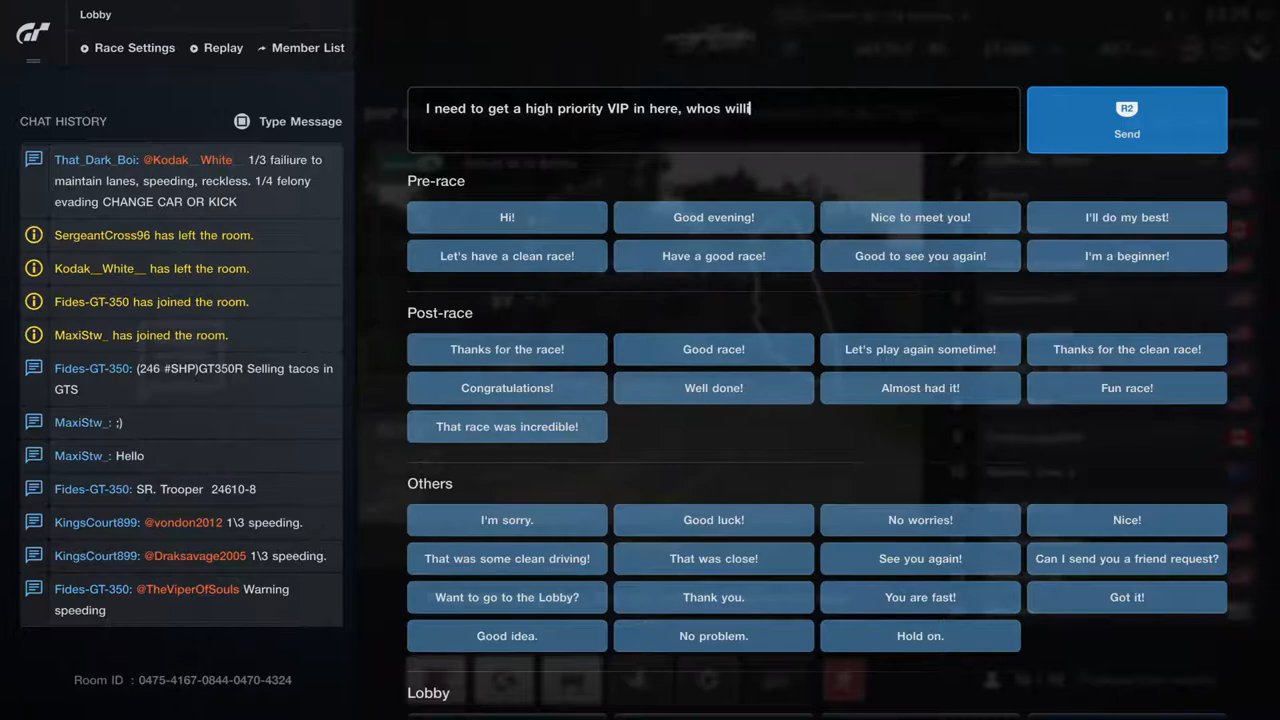 Lobby
Race Settings
Replay
Member List
CHAT HISTORY
Type Message
That_Dark_Boi: @Kodak__White__ 1/3 failiure to
maintain lanes, speeding, reckless. 1/4 felony
evading CHANGE CAR OR KICK
SergeantCross96 has left the room.
Kodak__White__ has left the room.
Fides-GT-350 has joined the room.
MaxiStw_ has joined the room.
Fides-GT-350: (246 #SHP)GT350R Selling tacos in
GTS
MaxiStw_: ;)
MaxiStw_: Hello
Fides-GT-350: SR. Trooper 24610-8
KingsCourt899: @vondon2012 1\3 speeding.
KingsCourt899: @Draksavage2005 1\3 speeding.
Fides-GT-350: @TheViperOfSouls Warning
speeding
Room ID : 0475-4167-0844-0470-4324
I need to get a high priority VIP in here, whos willi
R2
Send
Pre-race
Hi!
Good evening!
Nice to meet you!
I'll do my best!
Let's have a clean race!
Have a good race!
Good to see you again!
I'm a beginner!
Post-race
Thanks for the race!
Good race!
Let's play again sometime!
Thanks for the clean race!
Congratulations!
Well done!
Almost had it!
Fun race!
That race was incredible!
Others
I'm sorry.
Good luck!
No worries!
Nice!
That was some clean driving!
That was close!
See you again!
Can I send you a friend request?
Want to go to the Lobby?
Thank you.
You are fast!
Got it!
Good idea.
No problem.
Hold on.
Lobby